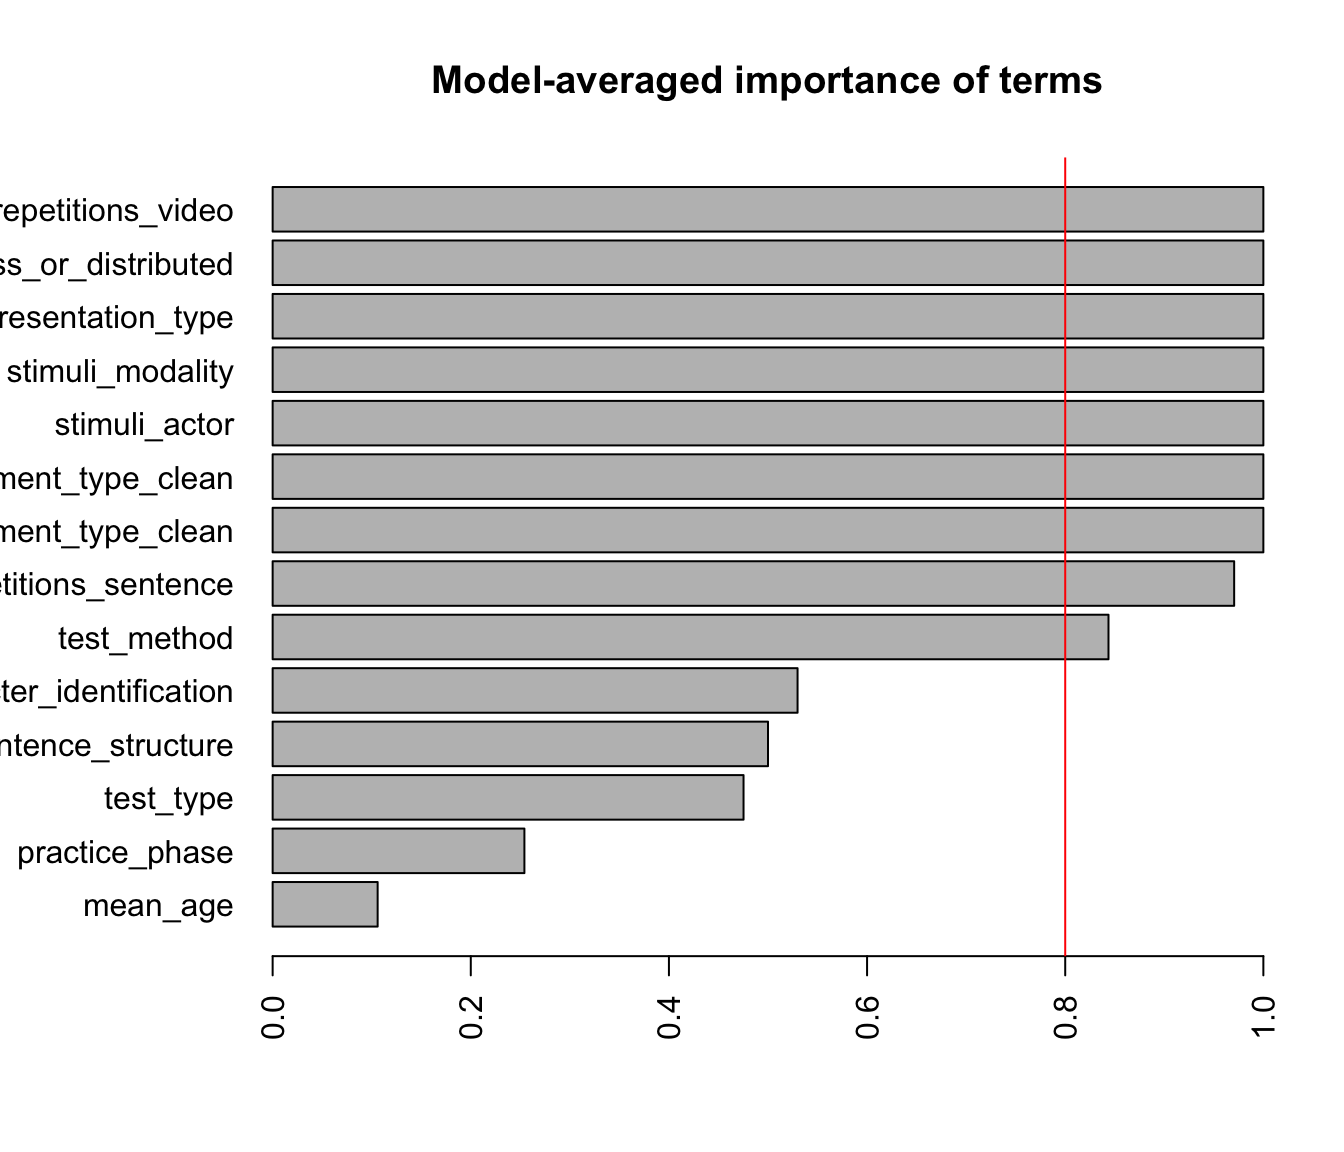 Model-averaged importance of terms
repetitions_video
ss_or_distributed
resentation_type
stimuli_modality
stimuli_actor
ment_type_clean
ment_type_clean
titions_sentence
test_method
ter_identification
ntence_structure
test_type
practice_phase
mean_age
0.0
0.2
0.4
0.6
0.8
1.0